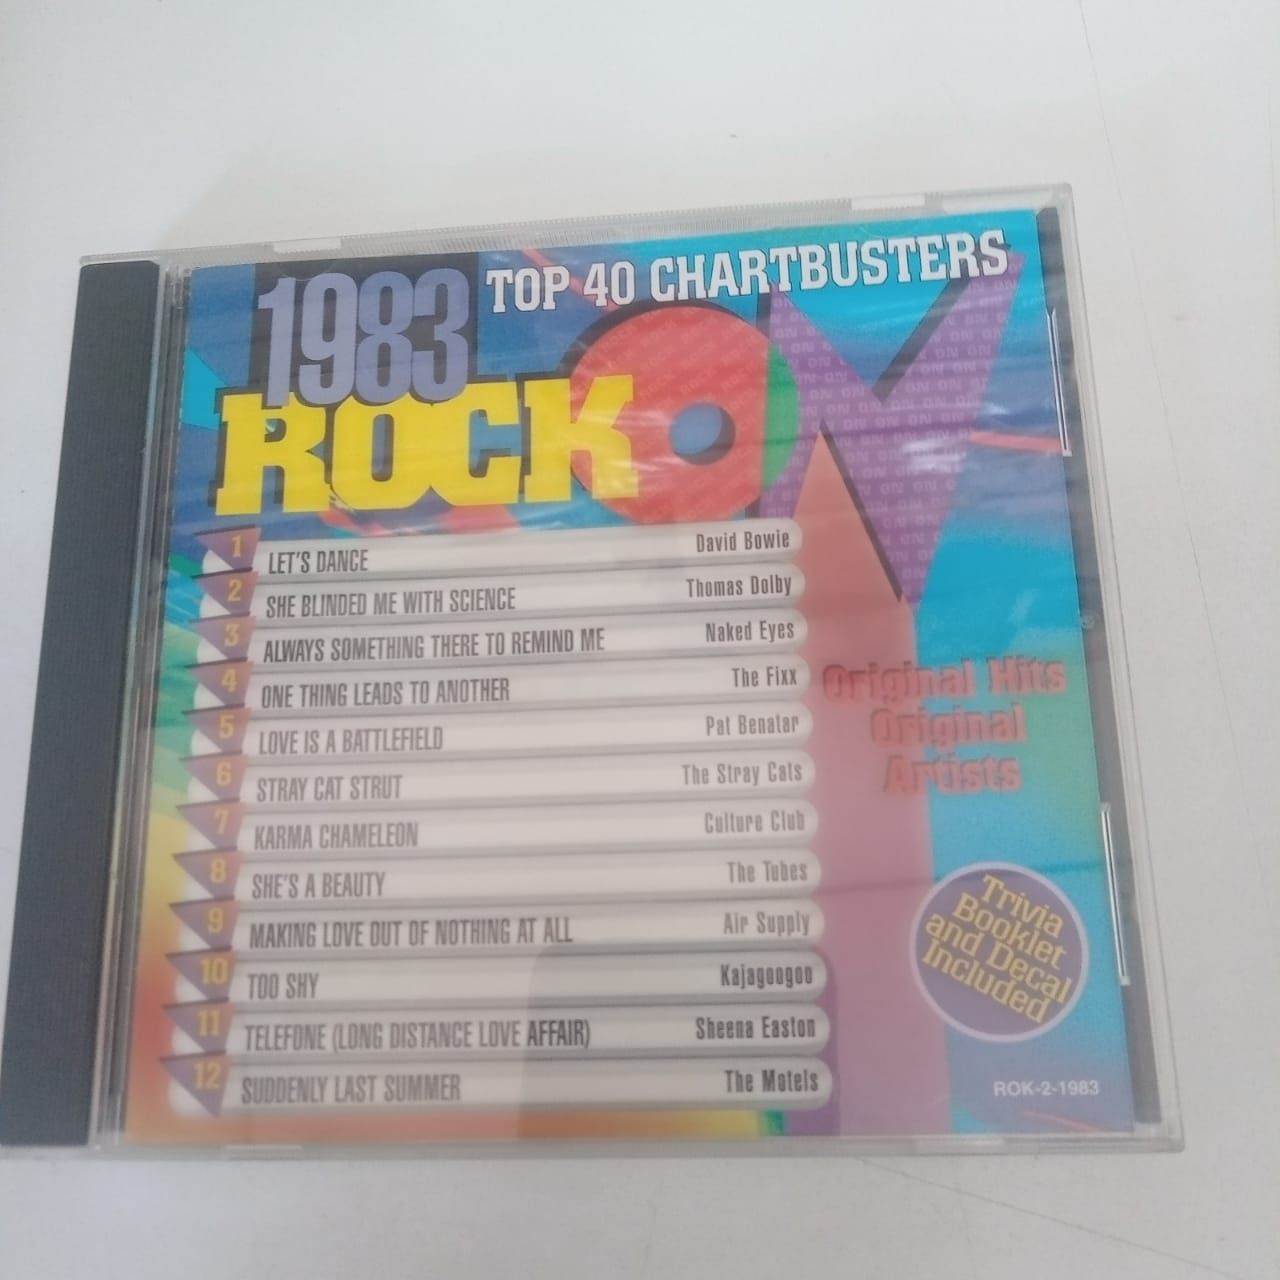 1983 TOP 40 CHARTBUSTERS
ROCK ON
1 LET'S DANCE David Bowie
2 SHE BLINDED ME WITH SCIENCE Thomas Dolby
3 ALWAYS SOMETHING THERE TO REMIND ME Naked Eyes
4 ONE THING LEADS TO ANOTHER The Fixx
5 LOVE IS A BATTLEFIELD Pat Benatar
6 STRAY CAT STRUT The Stray Cats
7 KARMA CHAMELEON Culture Club
8 SHE'S A BEAUTY The Tubes
9 MAKING LOVE OUT OF NOTHING AT ALL Air Supply
10 TOO SHY Kajagoogoo
11 TELEFONE (LONG DISTANCE LOVE AFFAIR) Sheena Easton
12 SUDDENLY LAST SUMMER The Motels
Original Hits
Original
Artists
Trivia
Booklet
and Decal
Included
ROK-2-1983